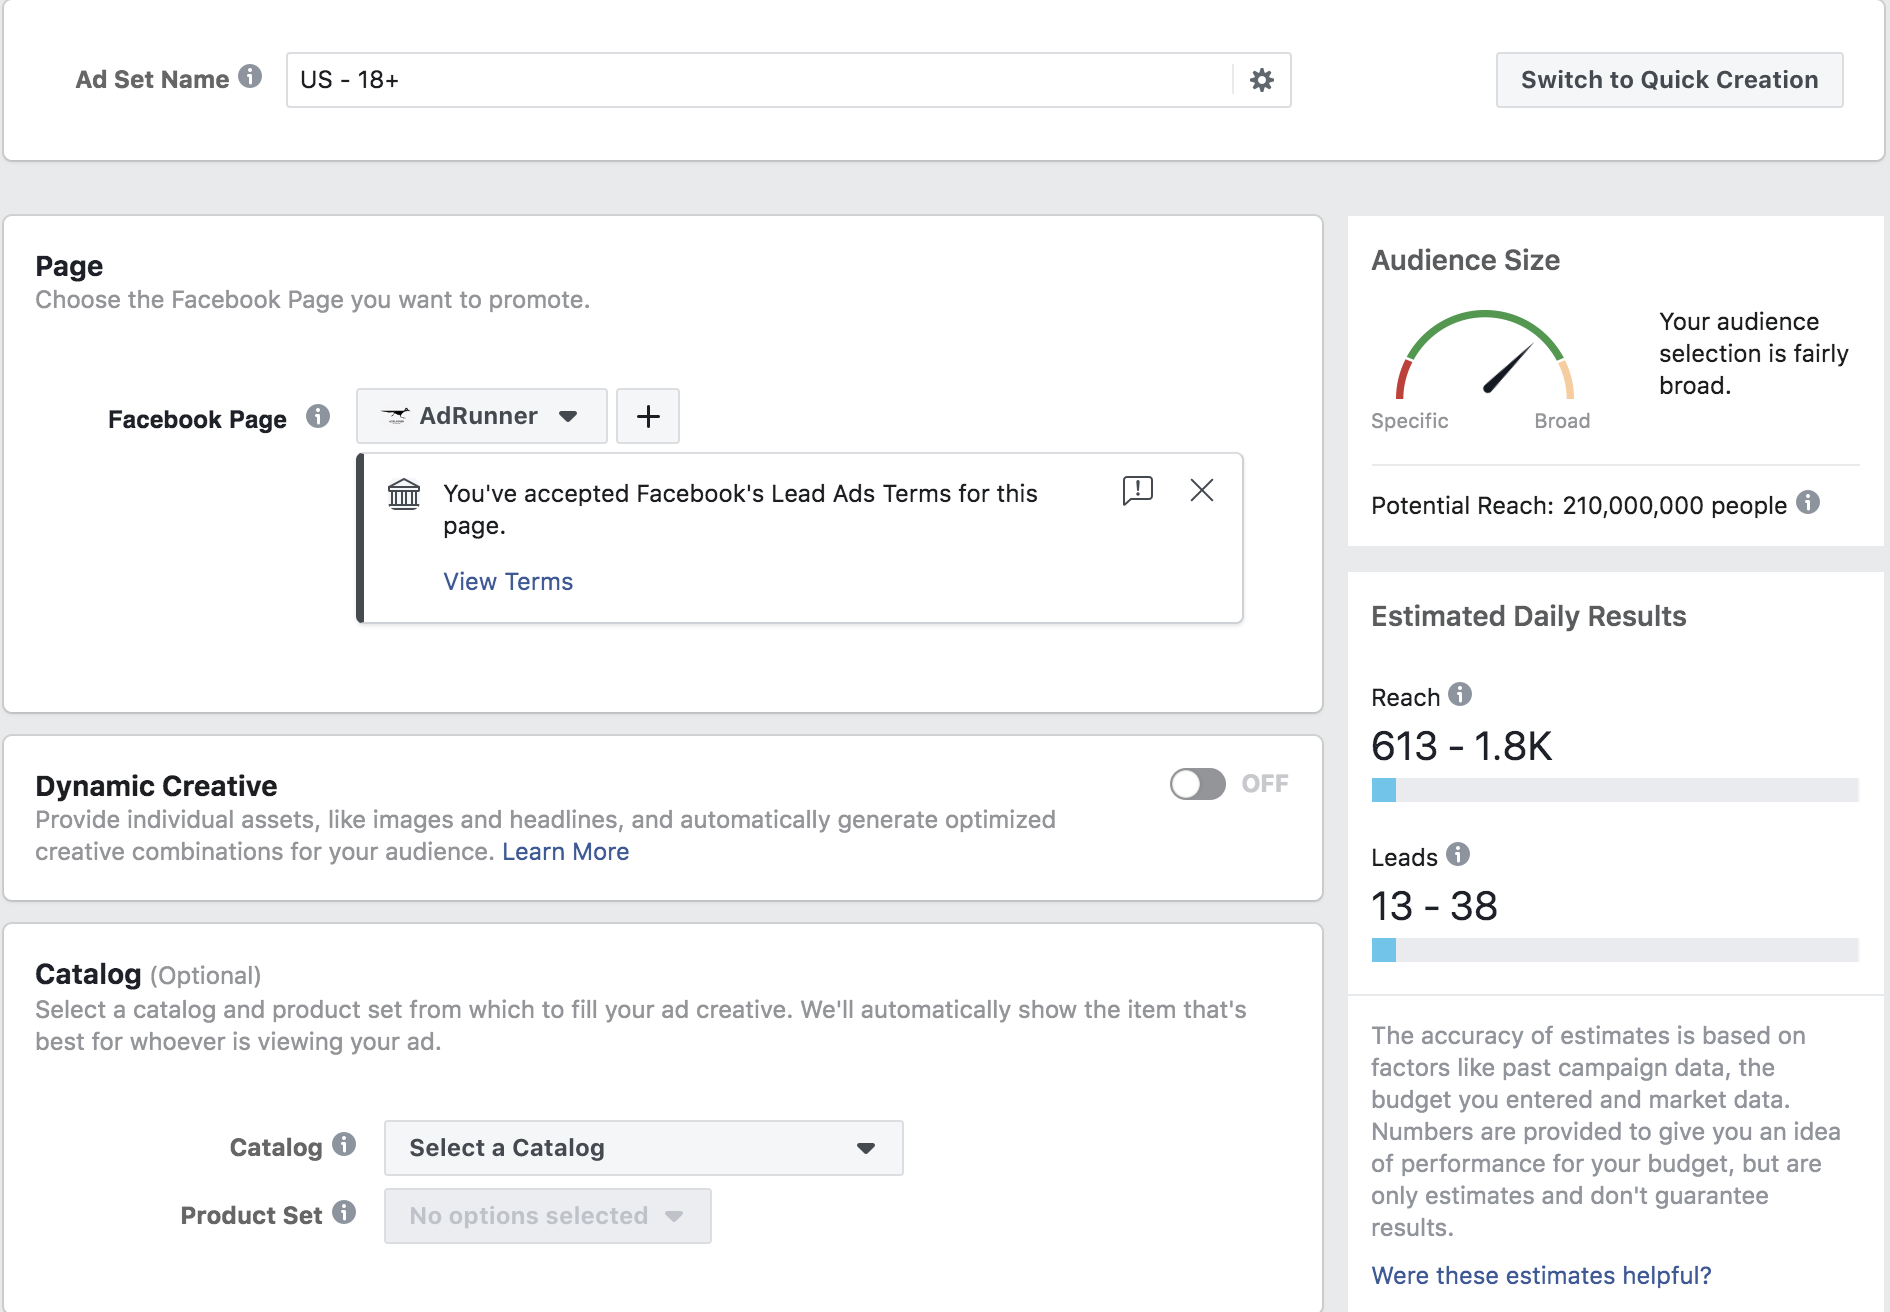 Ad Set Name
US - 18+
Switch to Quick Creation
Page
Choose the Facebook Page you want to promote.
Facebook Page
AdRunner
You've accepted Facebook's Lead Ads Terms for this
page.
View Terms
Dynamic Creative
OFF
Provide individual assets, like images and headlines, and automatically generate optimized
creative combinations for your audience. Learn More
Catalog (Optional)
Select a catalog and product set from which to fill your ad creative. We'll automatically show the item that's
best for whoever is viewing your ad.
Catalog
Select a Catalog
Product Set
No options selected
Audience Size
Your audience
selection is fairly
broad.
Specific
Broad
Potential Reach: 210,000,000 people
Estimated Daily Results
Reach
613 - 1.8K
Leads
13 - 38
The accuracy of estimates is based on
factors like past campaign data, the
budget you entered and market data.
Numbers are provided to give you an idea
of performance for your budget, but are
only estimates and don't guarantee
results.
Were these estimates helpful?